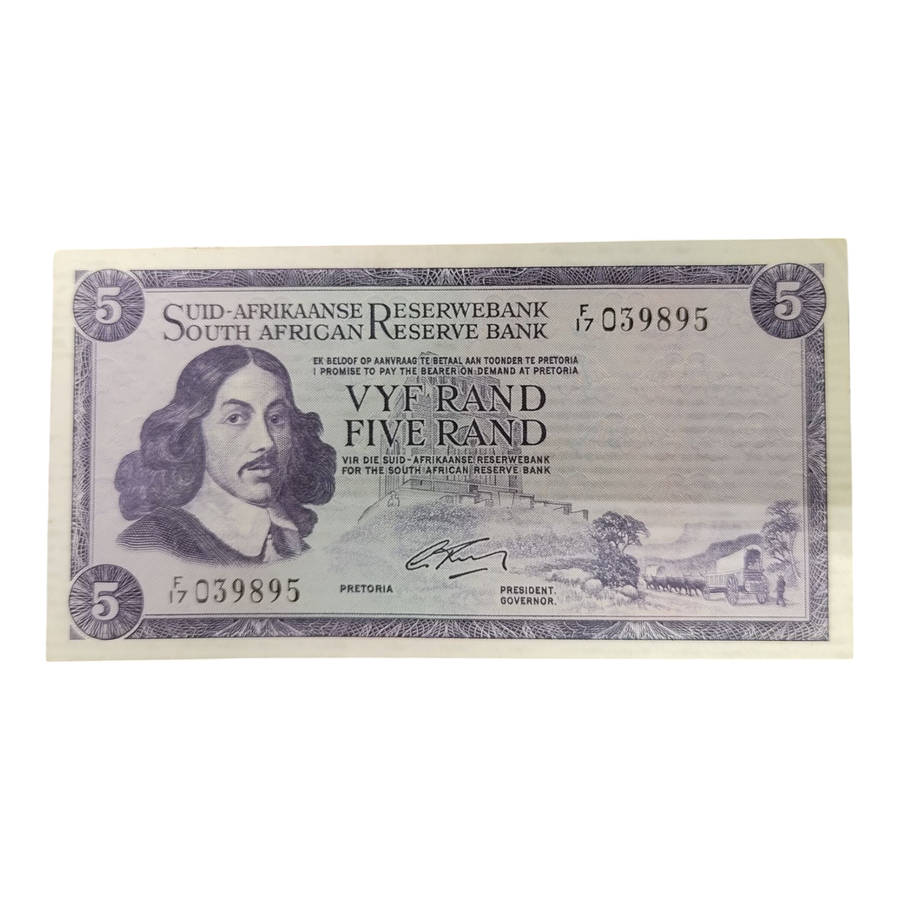 5
5
SUID-AFRIKAANSE RESERWEBANK
SOUTH AFRICAN RESERVE BANK
F/17 039895
EK BELOOF OP AANVRAAG TE BETAAL AAN TOONDER TE PRETORIA
I PROMISE TO PAY THE BEARER ON DEMAND AT PRETORIA
VYF RAND
FIVE RAND
VIR DIE SUID-AFRIKAANSE RESERWEBANK
FOR THE SOUTH AFRICAN RESERVE BANK
5
F/17 039895
PRETORIA
PRESIDENT.
GOVERNOR.